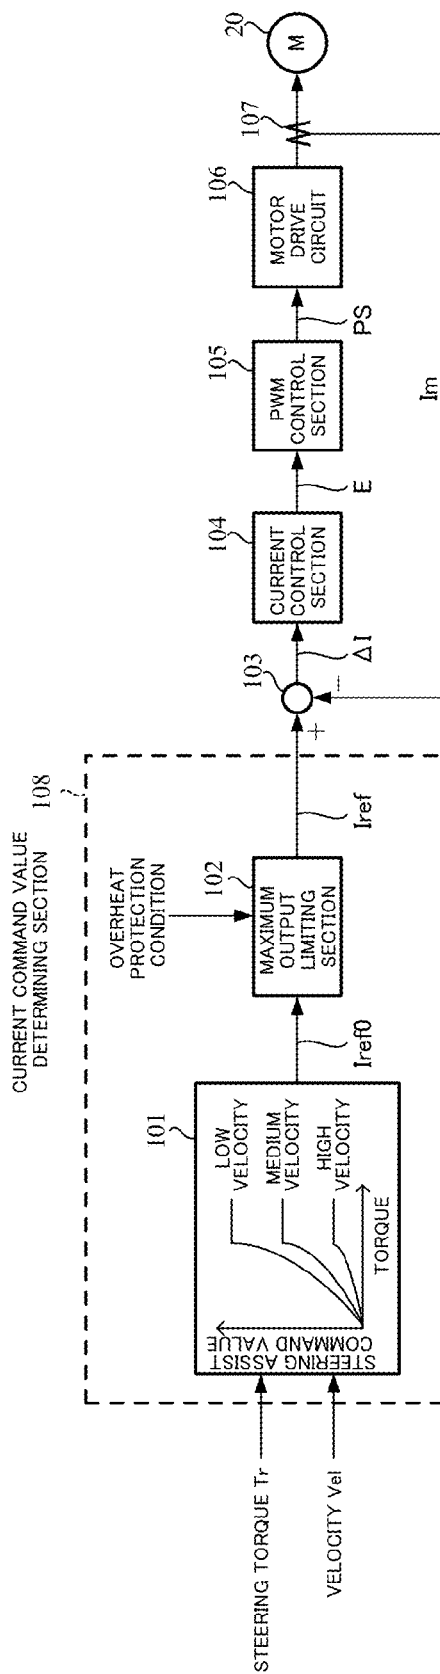 CURRENT COMMAND VALUE
DETERMINING SECTION
108
STEERING TORQUE Tr
VELOCITY Vel
101
STEERING ASSIST
COMMAND VALUE
LOW
VELOCITY
MEDIUM
VELOCITY
HIGH
VELOCITY
TORQUE
Iref0
OVERHEAT
PROTECTION
CONDITION
102
MAXIMUM
OUTPUT
LIMITING
SECTION
Iref
103
+
-
ΔI
104
CURRENT
CONTROL
SECTION
E
105
PWM
CONTROL
SECTION
PS
106
MOTOR
DRIVE
CIRCUIT
107
20
M
Im